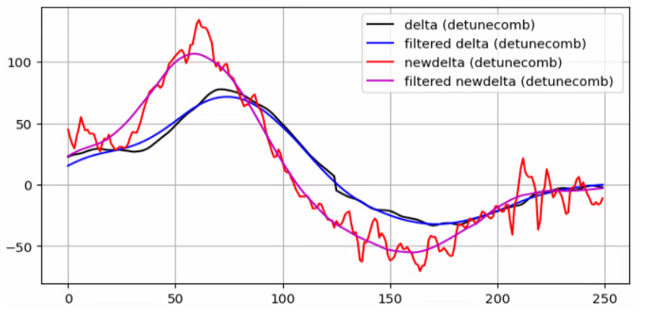 delta (detunecomb)
filtered delta (detunecomb)
newdelta (detunecomb)
filtered newdelta (detunecomb)
100
50
0
−50
0 50 100 150 200 250